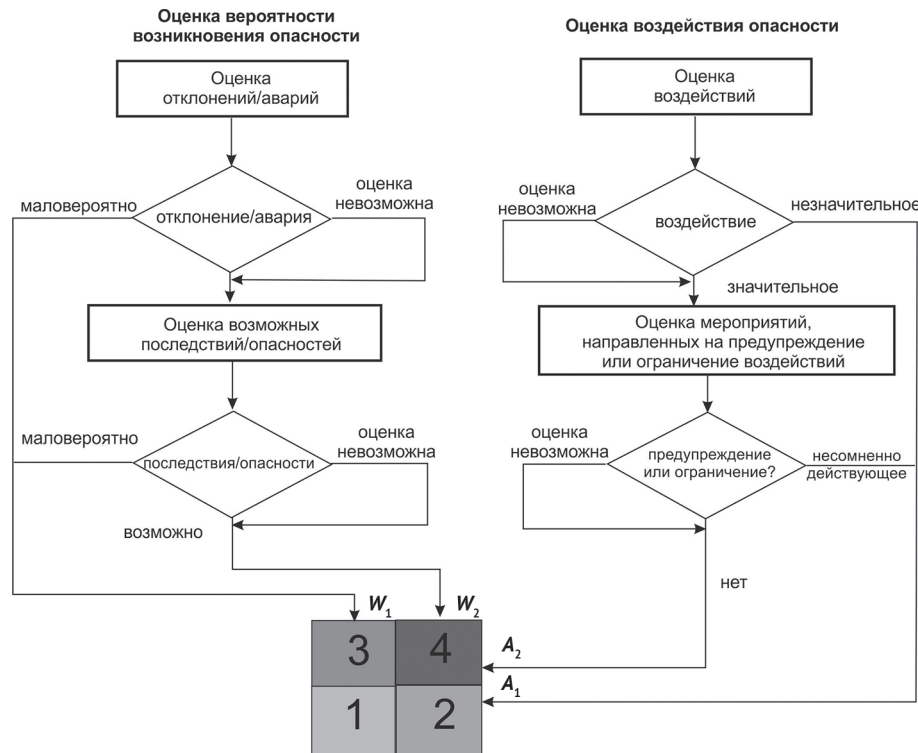 Оценка вероятности
возникновения опасности
Оценка
отклонений/аварий
маловероятно
отклонение/авария
оценка
невозможна
Оценка возможных
последствий/опасностей
маловероятно
последствия/опасности
оценка
невозможна
возможно
Оценка воздействия опасности
Оценка
воздействий
оценка
невозможна
воздействие
незначительное
значительное
Оценка мероприятий,
направленных на предупреждение
или ограничение воздействий
оценка
невозможна
предупреждение
или ограничение?
несомненно
действующее
нет
W1 W2
3 4 A2
1 2 A1